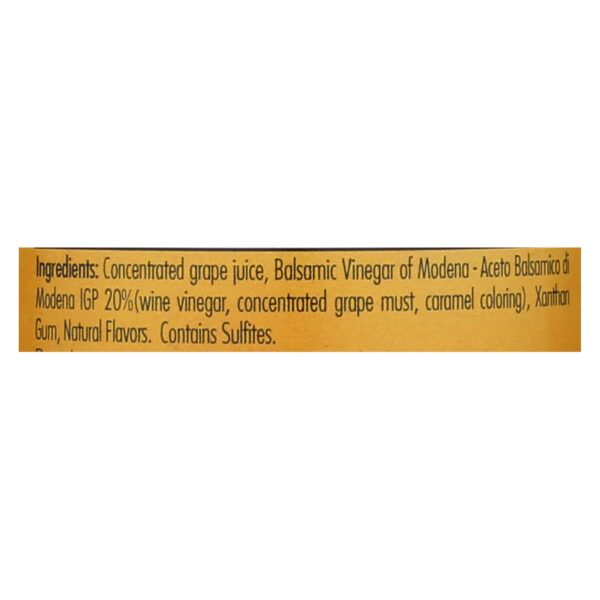 Ingredients: Concentrated grape juice, Balsamic Vinegar of Modena - Aceto Balsamico di
Modena IGP 20%(wine vinegar, concentrated grape must, caramel coloring), Xanthan
Gum, Natural Flavors. Contains Sulfites.